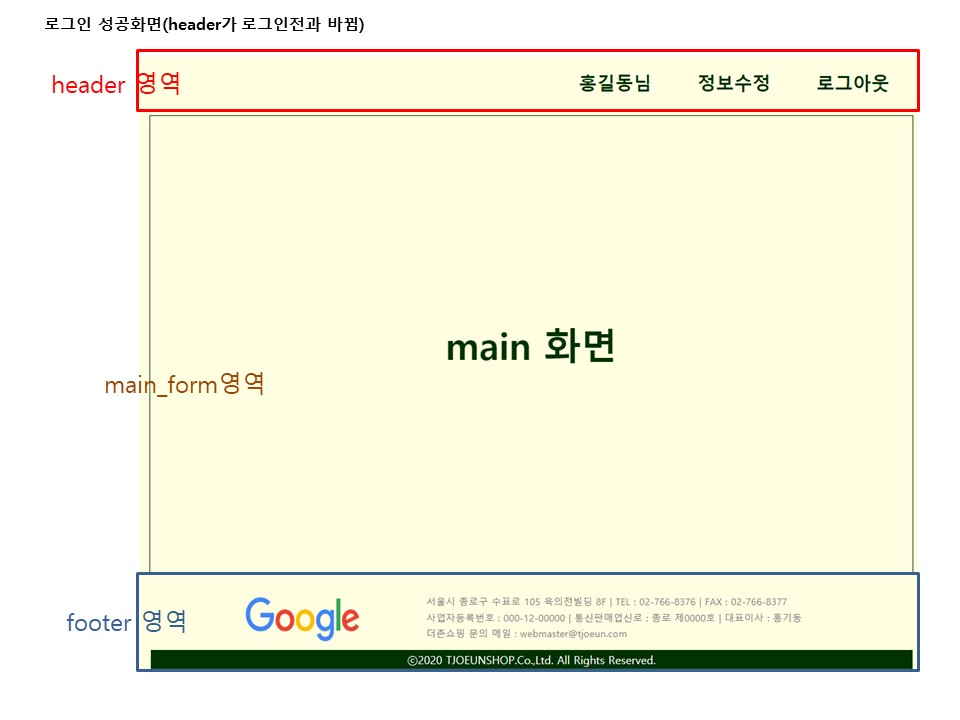 로그인 성공화면(header가 로그인전과 바뀜)
header 영역
홍길동님 정보수정 로그아웃
main 화면
main_form영역
footer 영역
Google
서울시 종로구 수표로 105 육의전빌딩 8F | TEL : 02-766-8376 | FAX : 02-766-8377
사업자등록번호 : 000-12-00000 | 통신판매업신로 : 종로 제0000호 | 대표이사 : 홍기동
더존쇼핑 문의 메일 : webmaster@tjoeun.com
ⓒ2020 TJOEUNSHOP.Co.,Ltd. All Rights Reserved.